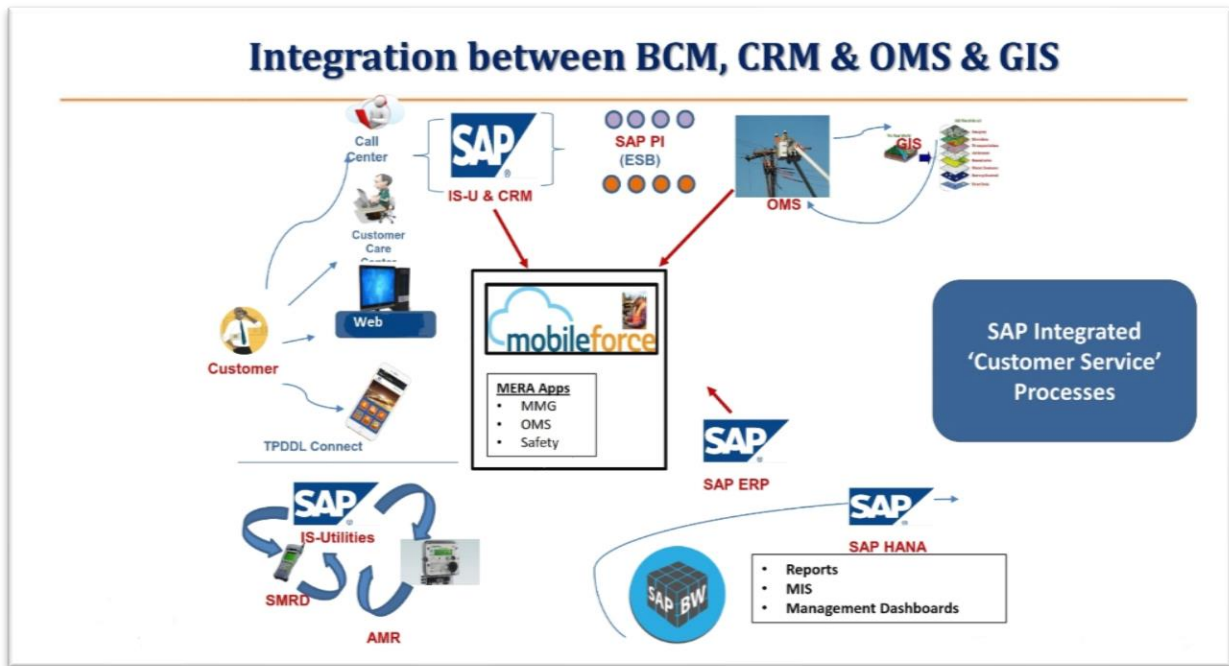 Integration between BCM, CRM & OMS & GIS
Call
Center
SAP
®
IS-U & CRM
SAP PI
(ESB)
OMS
GIS
Customer
Care
Center
Web
Customer
TPDDL Connect
mobileforce
MERA Apps
• MMG
• OMS
• Safety
SAP Integrated
‘Customer Service’
Processes
SAP
®
SAP ERP
SAP
®
IS-Utilities
SMRD
AMR
SAP
®
SAP HANA
SAP BW
• Reports
• MIS
• Management Dashboards